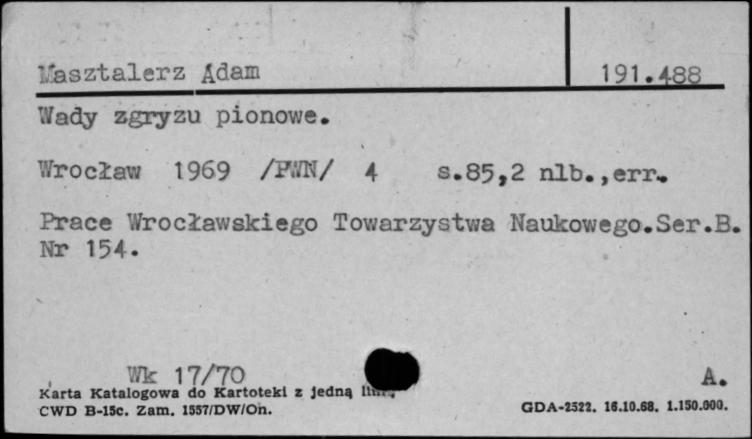 Masztalerz Adam 191.488
Wady zgryzu pionowe.
Wrocław 1969 /PWN/ 4 s.85,2 nlb.,err.
Prace Wrocławskiego Towarzystwa Naukowego.Ser.B.
Nr 154.
Wk 17/70 A.
Karta Katalogowa do Kartoteki z jedną
CWD B-15c. Zam. 1557/DW/Oh. GDA-2522. 16.10.68. 1.150.000.